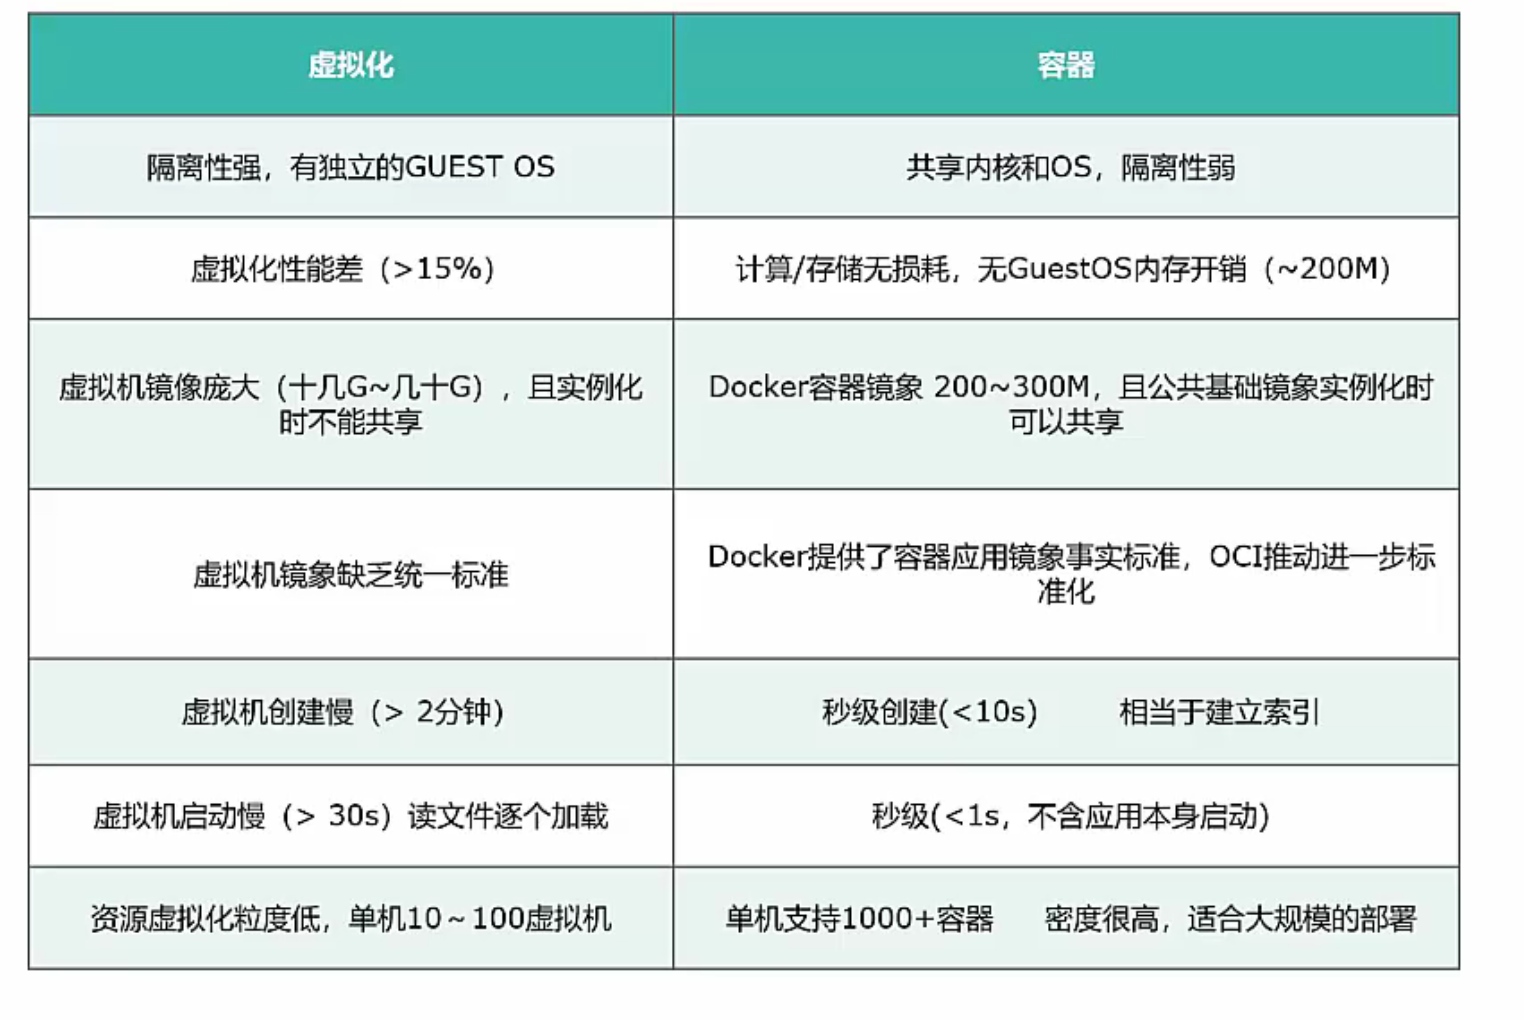 虚拟化
容器
隔离性强，有独立的GUEST OS
共享内核和OS，隔离性弱
虚拟化性能差（>15%）
计算/存储无损耗，无GuestOS内存开销（~200M）
虚拟机镜像庞大（十几G~几十G），且实例化
时不能共享
Docker容器镜象 200~300M，且公共基础镜象实例化时
可以共享
虚拟机镜象缺乏统一标准
Docker提供了容器应用镜象事实标准，OCI推动进一步标
准化
虚拟机创建慢（> 2分钟）
秒级创建(<10s) 相当于建立索引
虚拟机启动慢（> 30s）读文件逐个加载
秒级(<1s，不含应用本身启动)
资源虚拟化粒度低，单机10～100虚拟机
单机支持1000+容器 密度很高，适合大规模的部署